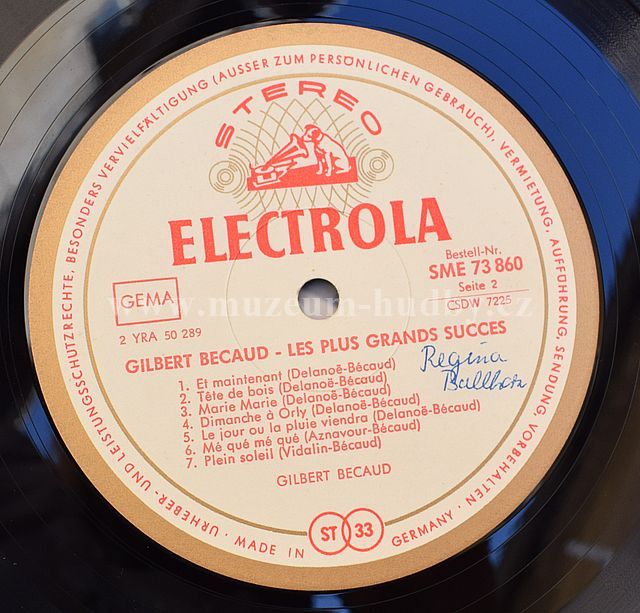 URHEBER- UND LEISTUNGSSCHUTZRECHTE, BESONDERS VERVIELFÄLTIGUNG (AUSSER ZUM PERSÖNLICHEN GEBRAUCH), VERMIETUNG, AUFFÜHRUNG, SENDUNG, VORBEHALTEN ·
STEREO
ELECTROLA
Bestell-Nr.
SME 73 860
Seite 2
CSDW 7225
GEMA
2 YRA 50 289
www.muzeum-hudby.cz
GILBERT BECAUD - LES PLUS GRANDS SUCCES
1. Et maintenant (Delanoë-Bécaud)
2. Tête de bois (Delanoë-Bécaud)
3. Marie Marie (Delanoë-Bécaud)
4. Dimanche à Orly (Delanoë-Bécaud)
5. Le jour ou la pluie viendra (Delanoë-Bécaud)
6. Mé qué mé qué (Aznavour-Bécaud)
7. Plein soleil (Vidalin-Bécaud)
Regina
GILBERT BECAUD
MADE IN GERMANY ·
ST 33